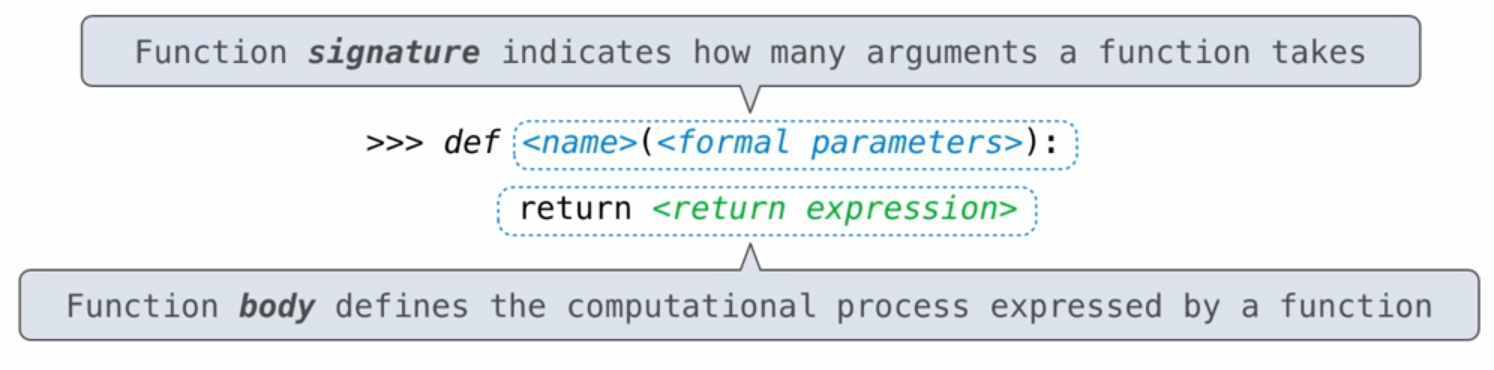 Function signature indicates how many arguments a function takes
>>> def <name>(<formal parameters>):
return <return expression>
Function body defines the computational process expressed by a function